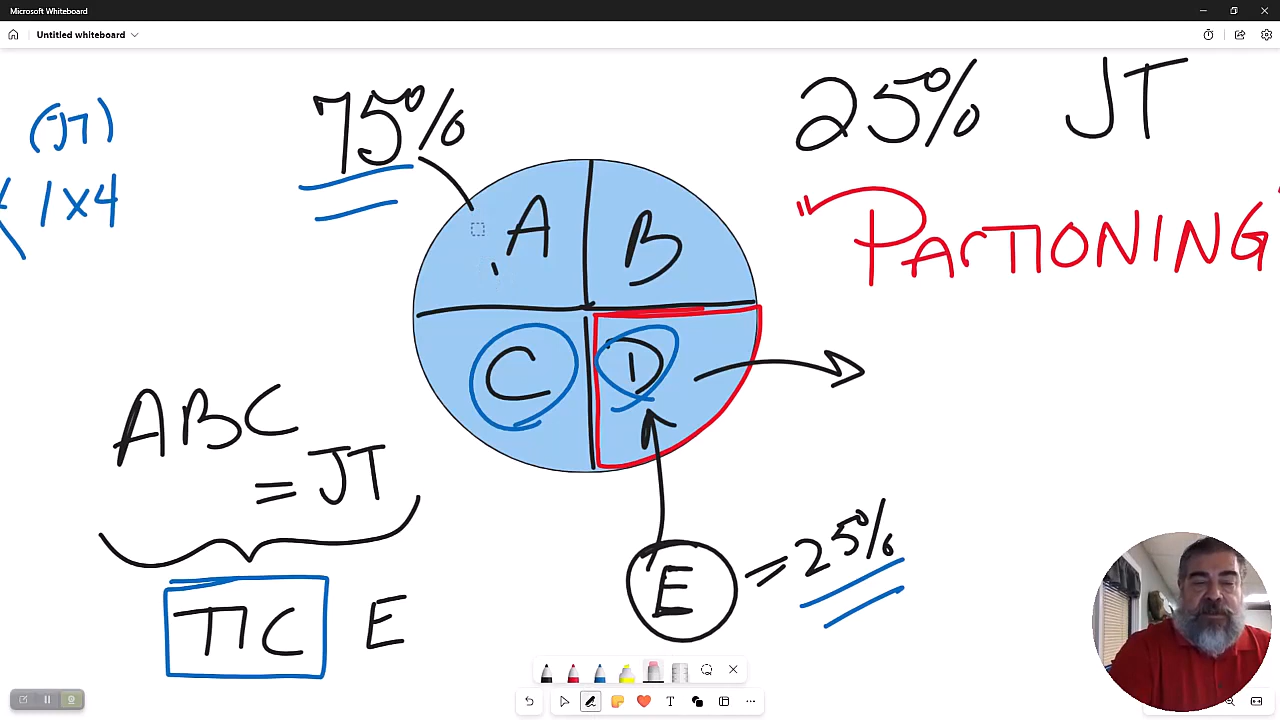 Microsoft Whiteboard
Untitled whiteboard
(JT)
1X4
75%
25% JT
"PARTIONING
A
B
C
D
ABC
= JT
TIC E
E = 25%
T